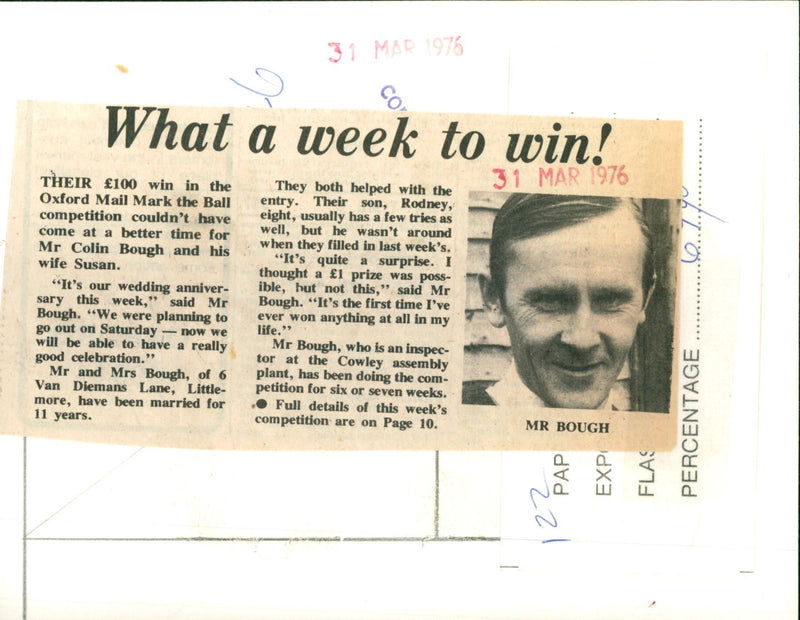 31 MAR 1976
What a week to win!
31 MAR 1976
THEIR £100 win in the
Oxford Mail Mark the Ball
competition couldn't have
come at a better time for
Mr Colin Bough and his
wife Susan.
"It's our wedding anniver-
sary this week," said Mr
Bough. "We were planning to
go out on Saturday — now we
will be able to have a really
good celebration."
Mr and Mrs Bough, of 6
Van Diemans Lane, Little-
more, have been married for
11 years.
They both helped with the
entry. Their son, Rodney,
eight, usually has a few tries as
well, but he wasn't around
when they filled in last week's.
"It's quite a surprise. I
thought a £1 prize was poss-
ible, but not this," said Mr
Bough. "It's the first time I've
ever won anything at all in my
life."
Mr Bough, who is an inspec-
tor at the Cowley assembly
plant, has been doing the com-
petition for six or seven weeks.
● Full details of this week's
competition are on Page 10.
MR BOUGH
PAP
EXP
FLAS
PERCENTAGE
122